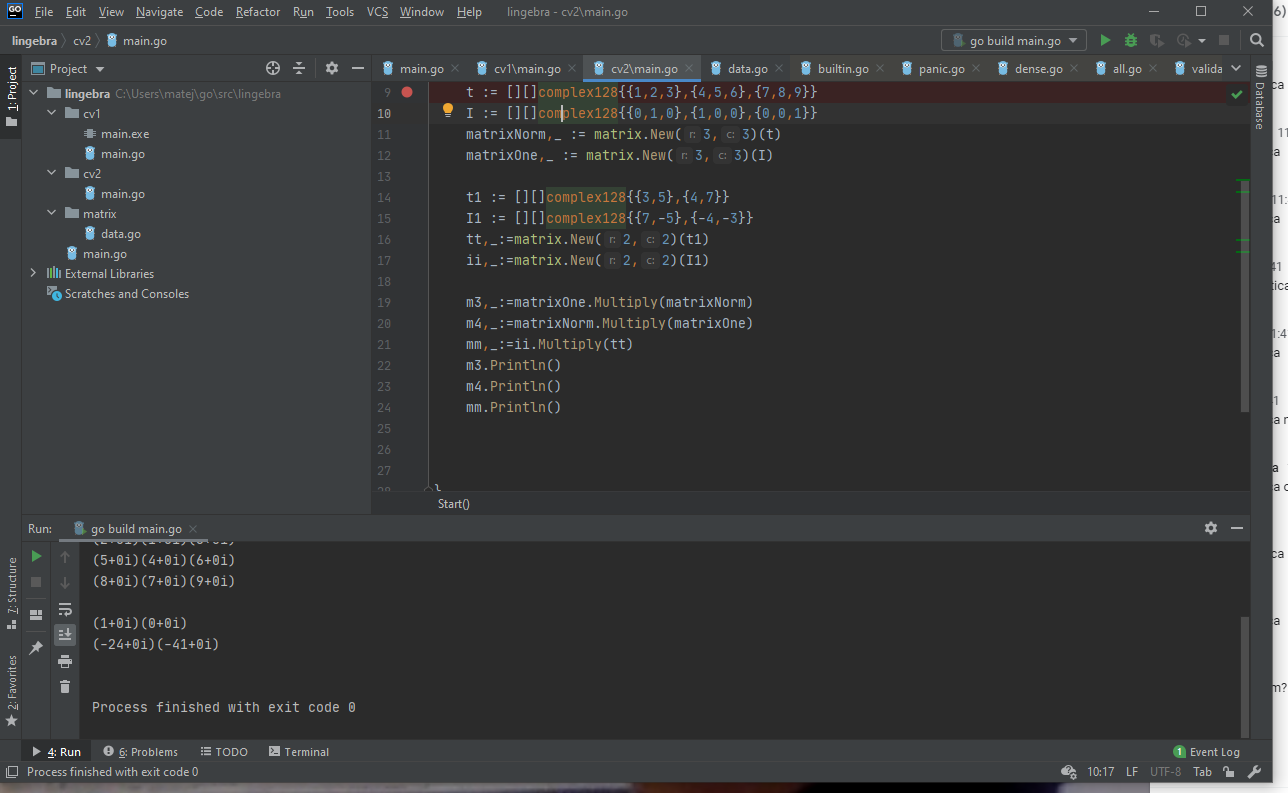 GO File Edit View Navigate Code Refactor Run Tools VCS Window Help lingebra - cv2\main.go
lingebra cv2 main.go go build main.go
1: Project
Project
main.go cv1\main.go cv2\main.go data.go builtin.go panic.go dense.go all.go valida
lingebra C:\Users\matej\go\src\lingebra
cv1
main.exe
main.go
cv2
main.go
matrix
data.go
main.go
External Libraries
Scratches and Consoles
9 t := [][]complex128{{1,2,3},{4,5,6},{7,8,9}}
10 I := [][]complex128{{0,1,0},{1,0,0},{0,0,1}}
11 matrixNorm,_ := matrix.New( r: 3, c: 3)(t)
12 matrixOne,_ := matrix.New( r: 3, c: 3)(I)
13
14 t1 := [][]complex128{{3,5},{4,7}}
15 I1 := [][]complex128{{7,-5},{-4,-3}}
16 tt,_:=matrix.New( r: 2, c: 2)(t1)
17 ii,_:=matrix.New( r: 2, c: 2)(I1)
18
19 m3,_:=matrixOne.Multiply(matrixNorm)
20 m4,_:=matrixNorm.Multiply(matrixOne)
21 mm,_:=ii.Multiply(tt)
22 m3.Println()
23 m4.Println()
24 mm.Println()
25
26
27
28 }
Start()
Database
Run: go build main.go
(5+0i)(4+0i)(6+0i)
(8+0i)(7+0i)(9+0i)
(1+0i)(0+0i)
(-24+0i)(-41+0i)
Process finished with exit code 0
7: Structure
2: Favorites
4: Run 6: Problems TODO Terminal 1 Event Log
Process finished with exit code 0 10:17 LF UTF-8 Tab